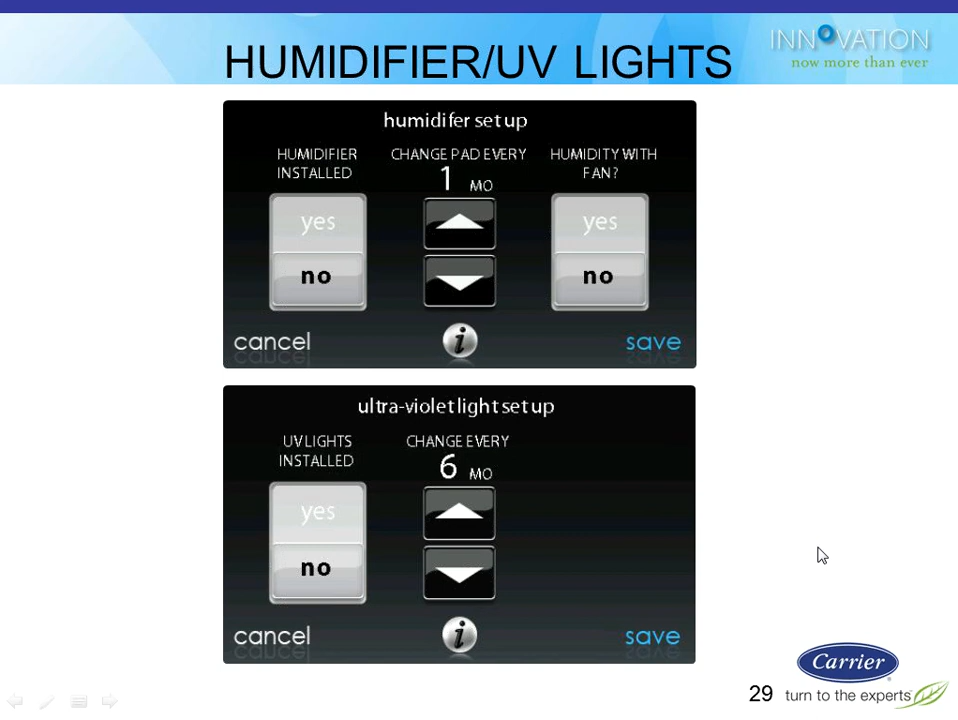 HUMIDIFIER/UV LIGHTS
INNOVATION
now more than ever
humidifer set up
HUMIDIFIER INSTALLED
CHANGE PAD EVERY
1 MO
HUMIDITY WITH FAN?
yes
no
yes
no
cancel
i
save
ultra-violet light set up
UV LIGHTS INSTALLED
CHANGE EVERY
6 MO
yes
no
cancel
i
save
Carrier
29
turn to the experts